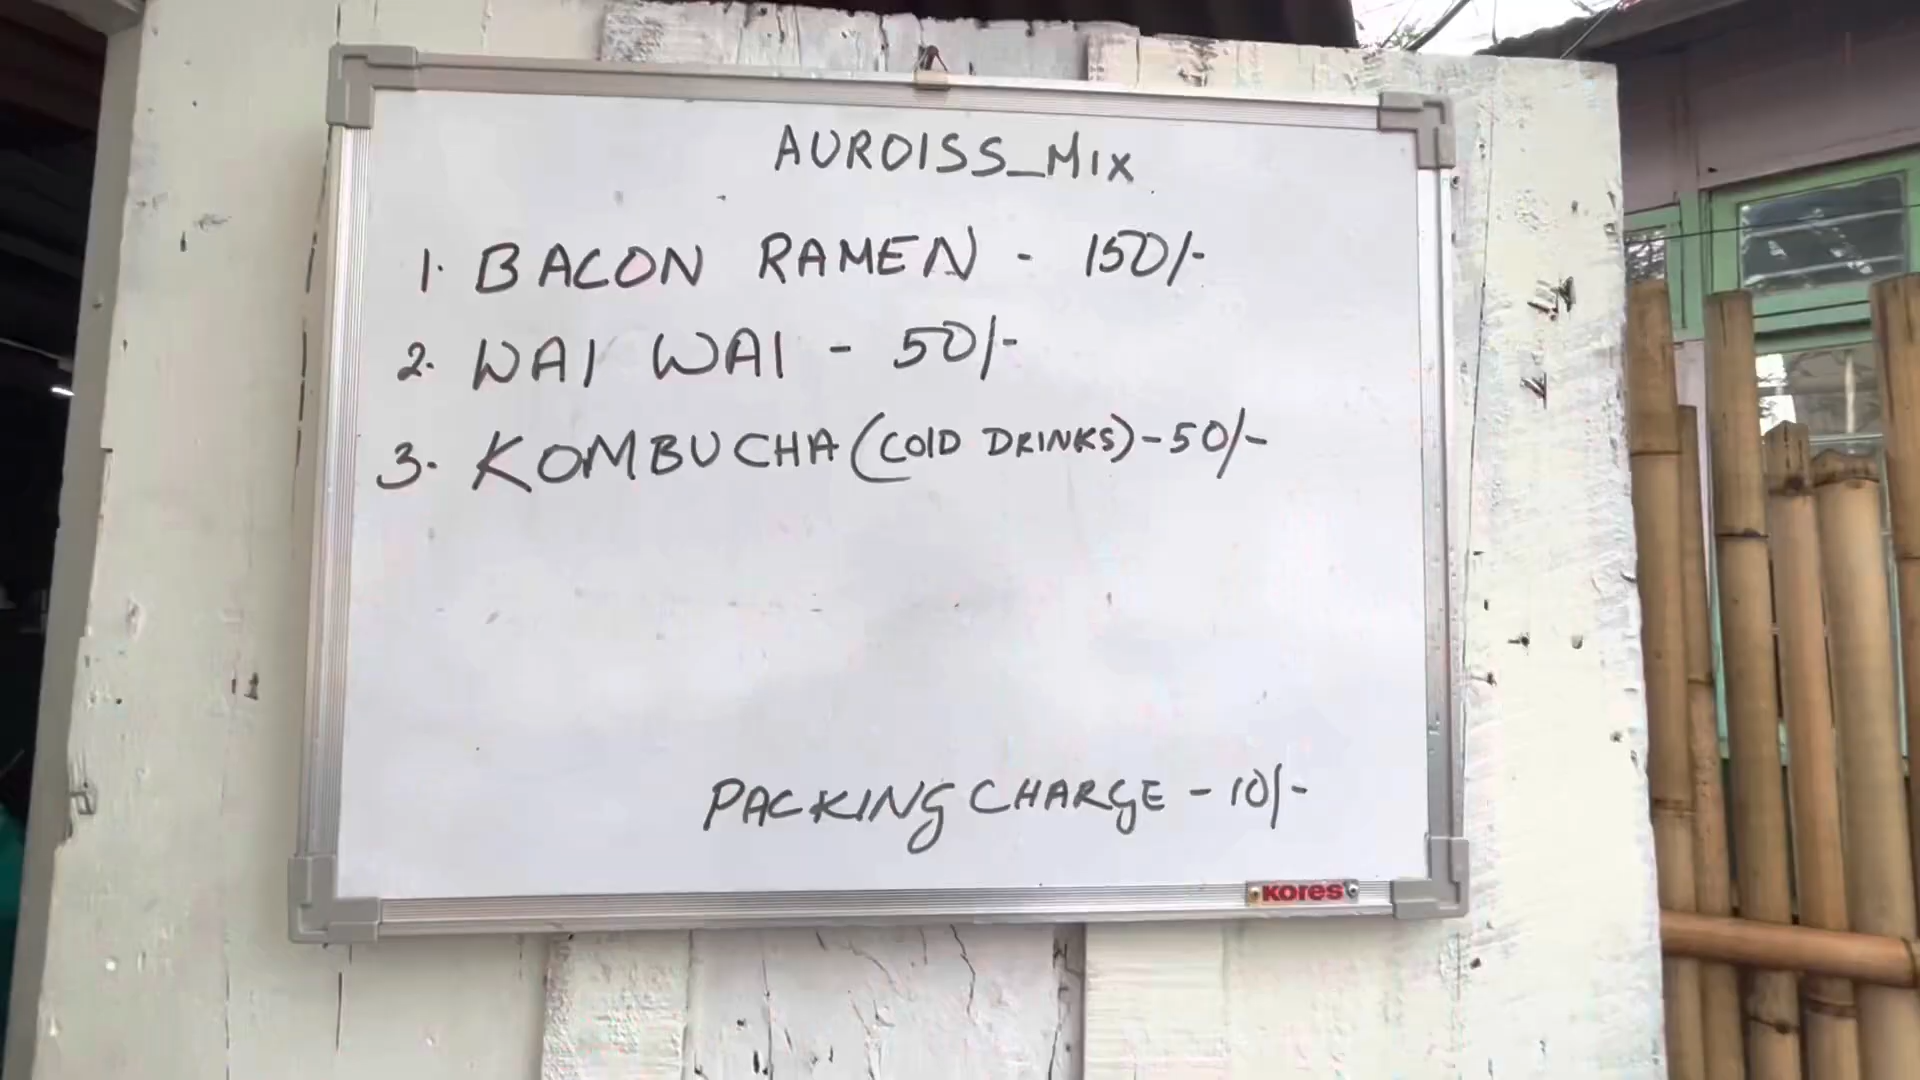 AUROISS_MIX
1. BACON RAMEN - 150/-
2. WAI WAI - 50/-
3. KOMBUCHA (COLD DRINKS) - 50/-
PACKING CHARGE - 10/-
Kores